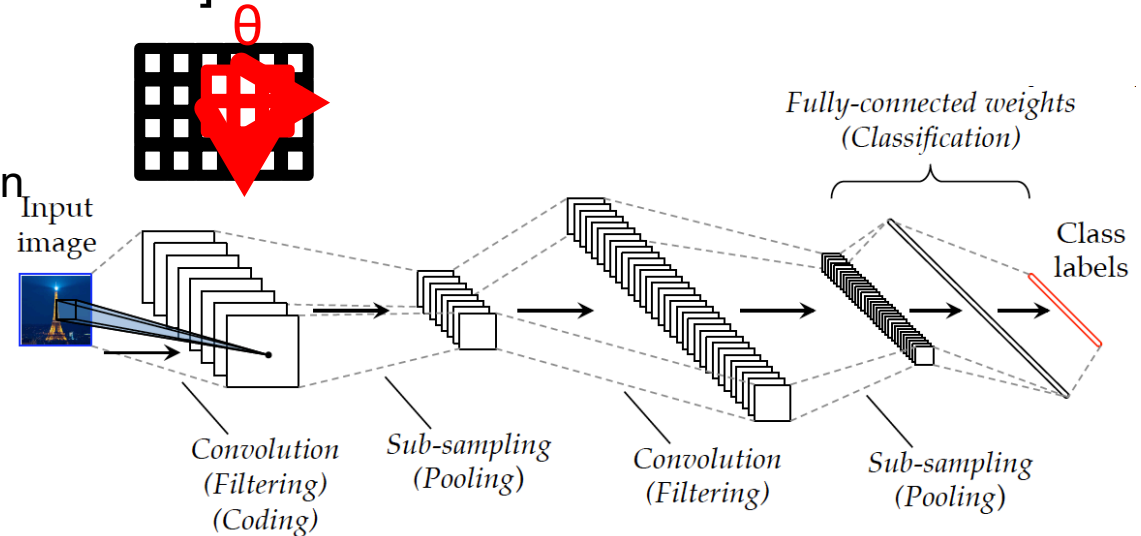 ]
θ
n
Input
image
Fully-connected weights
(Classification)
Class
labels
Convolution
(Filtering)
(Coding)
Sub-sampling
(Pooling)
Convolution
(Filtering)
Sub-sampling
(Pooling)